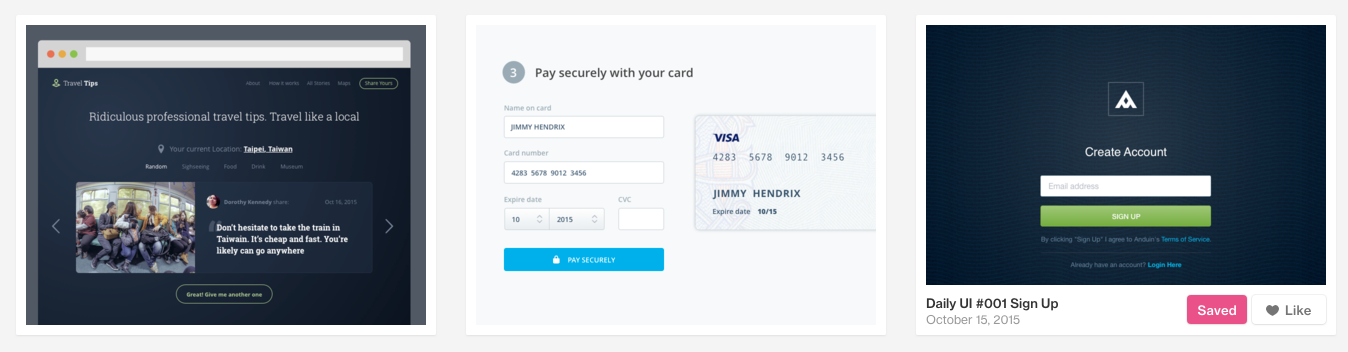 Travel Tips
About
How it works
All Stories
Maps
Share Yours
Ridiculous professional travel tips. Travel like a local
Your current Location: Taipei, Taiwan
Random
Sightseeing
Food
Drink
Museum
Dorothy Kennedy share:
Oct 16, 2015
Don't hesitate to take the train in
Taiwain. It's cheap and fast. You're
likely can go anywhere
Great! Give me another one
3 Pay securely with your card
Name on card
JIMMY HENDRIX
Card number
4283 5678 9012 3456
Expire date
CVC
10
2015
PAY SECURELY
VISA
4283 5678 9012 3456
JIMMY HENDRIX
Expire date 10/15
Create Account
Email address
SIGN UP
By clicking "Sign Up" I agree to Anduin's Terms of Service.
Already have an account? Login Here
Daily UI #001 Sign Up
October 15, 2015
Saved
Like